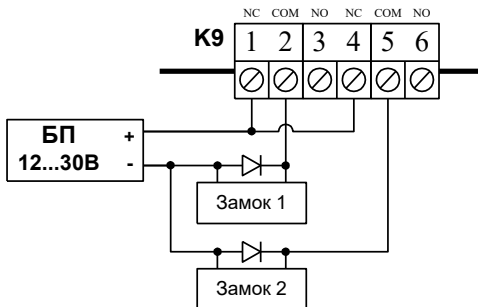 NC COM NO NC COM NO
К9 1 2 3 4 5 6
БП +
12...30В -
Замок 1
Замок 2